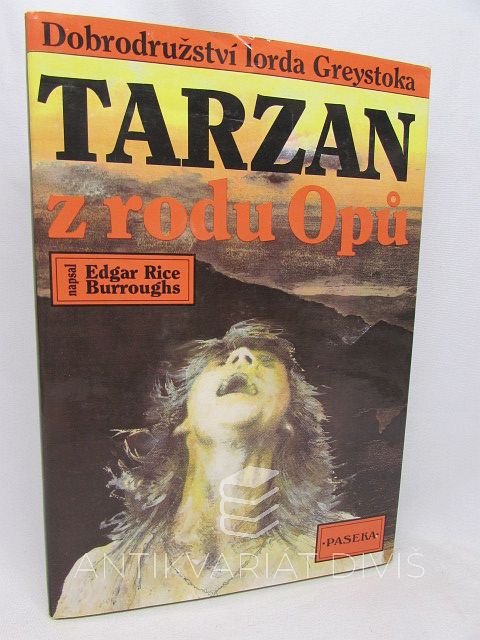 Dobrodružství lorda Greystoka
TARZAN
z rodu Opů
napsal
Edgar Rice
Burroughs
•PASEKA•
ANTIKVARIÁT DIVIŠ